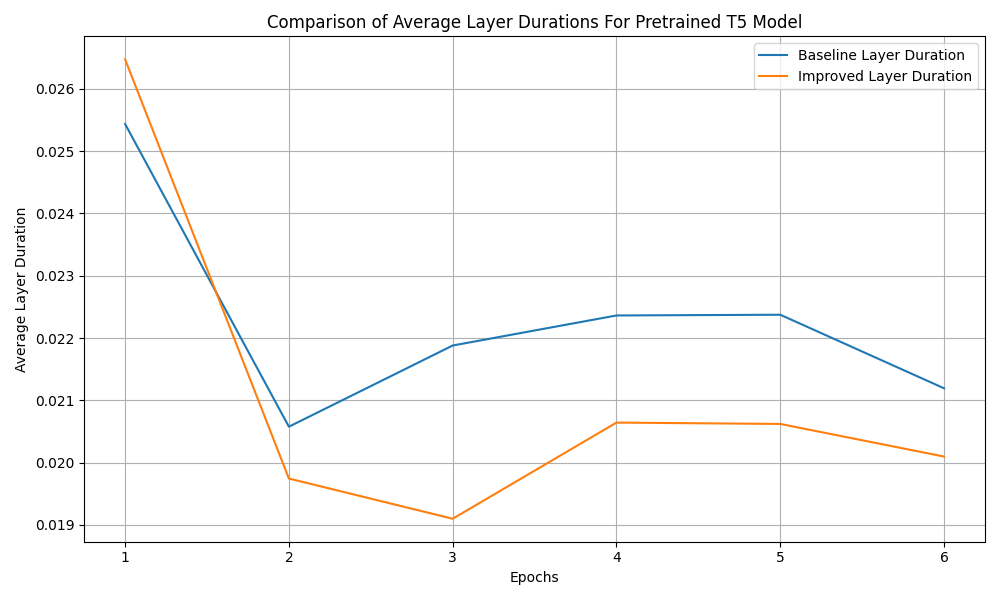 Comparison of Average Layer Durations For Pretrained T5 Model
Baseline Layer Duration
Improved Layer Duration
Average Layer Duration
0.026
0.025
0.024
0.023
0.022
0.021
0.020
0.019
1 2 3 4 5 6
Epochs